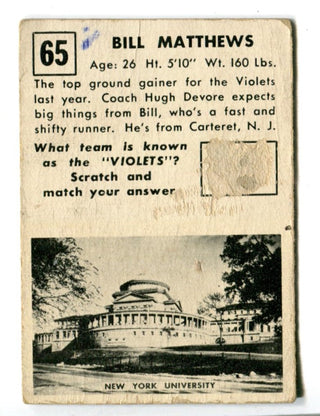 65
BILL MATTHEWS
Age: 26 Ht. 5'10" Wt. 160 Lbs.
The top ground gainer for the Violets
last year. Coach Hugh Devore expects
big things from Bill, who's a fast and
shifty runner. He's from Carteret, N. J.
What team is known
as the "VIOLETS"?
Scratch and
match your answer
NEW YORK UNIVERSITY